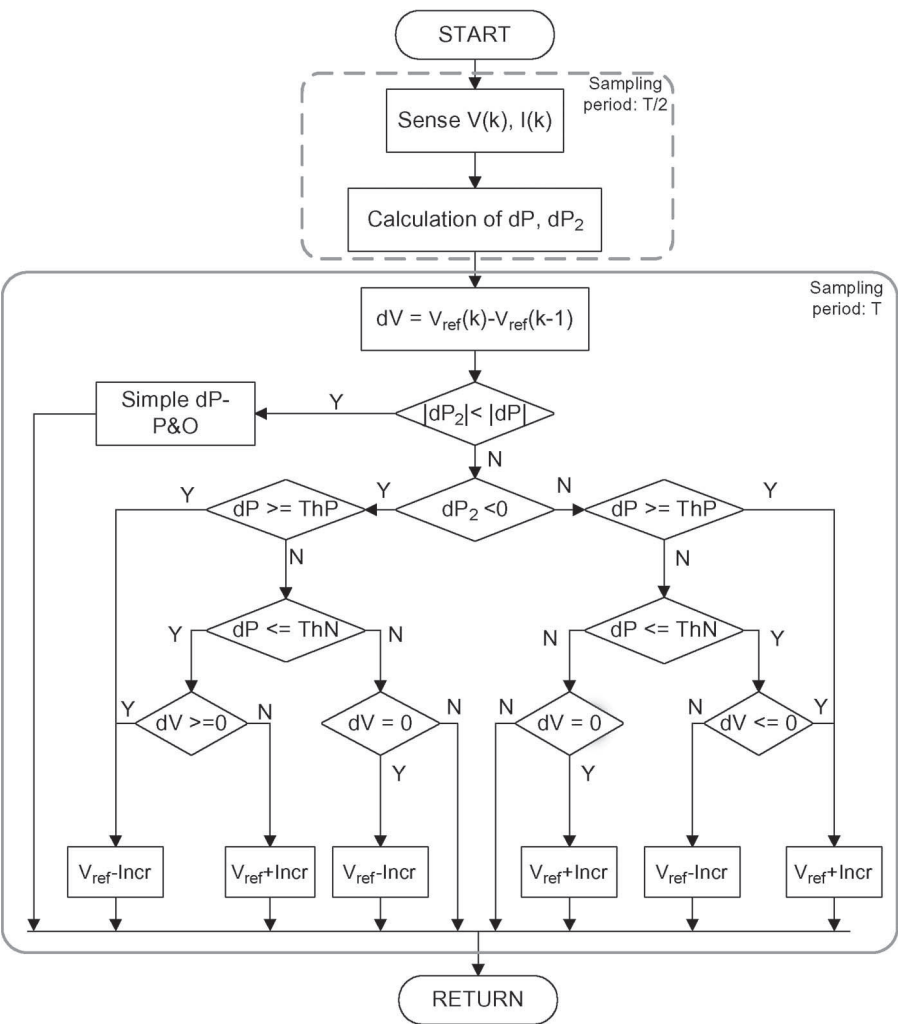 START
Sampling
period: T/2
Sense V(k), I(k)
Calculation of dP, dP₂
Sampling
period: T
dV = Vref(k)-Vref(k-1)
Simple dP-
P&O
Y
|dP₂|< |dP|
N
Y
dP >= ThP
Y
dP₂ <0
N
dP >= ThP
Y
N
N
Y
dP <= ThN
N
N
dP <= ThN
Y
Y
dV >=0
N
dV = 0
N
N
dV = 0
N
dV <= 0
Y
Y
Y
Vref-Incr
Vref+Incr
Vref-Incr
Vref+Incr
Vref-Incr
Vref+Incr
RETURN